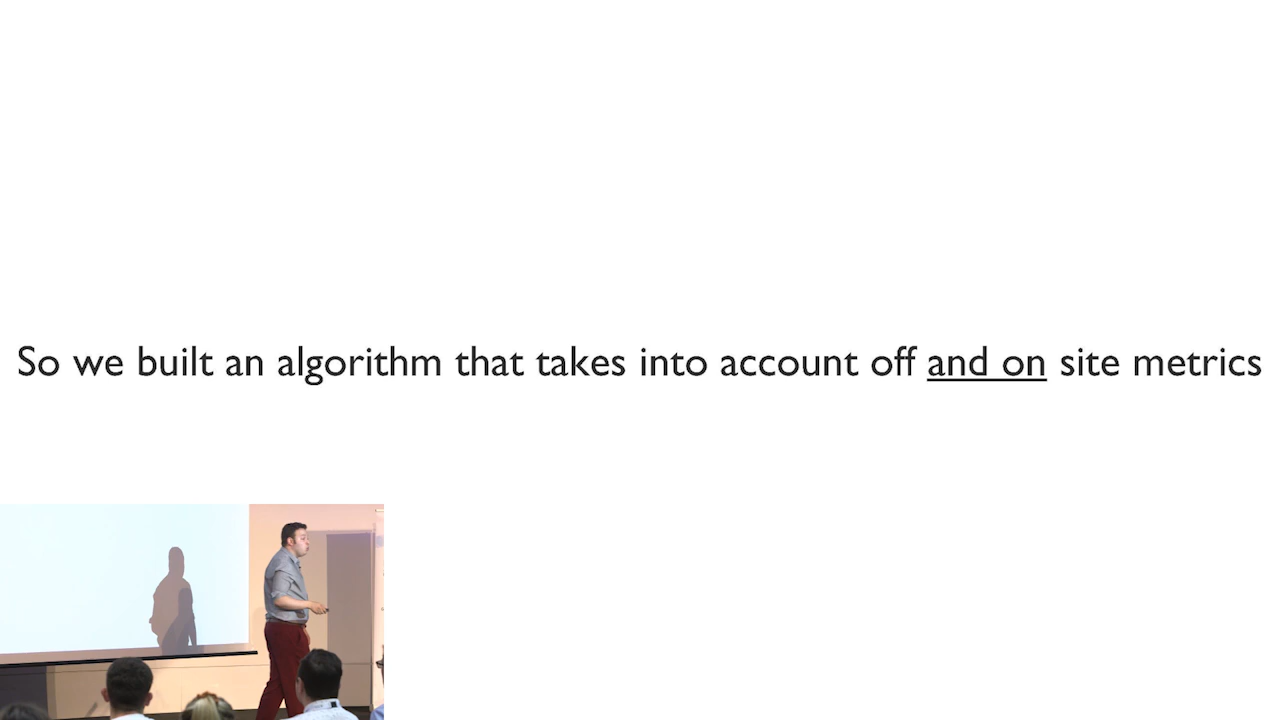 So we built an algorithm that takes into account off and on site metrics